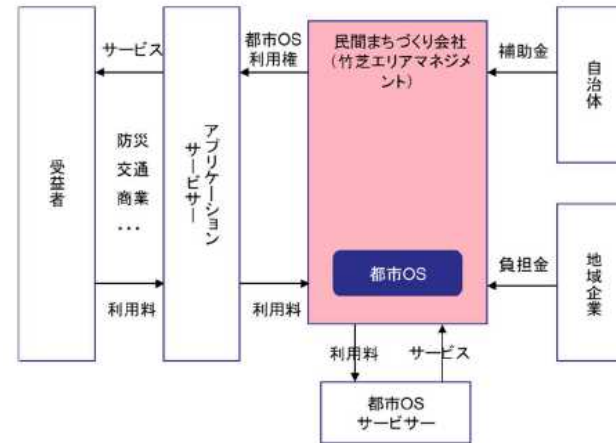 サービス
都市OS
利用権
民間まちづくり会社
(竹芝エリアマネジメ
ント)
補助金
自治体
受益者
防災
交通
商業
・・・
アプリケーション
サービサー
都市OS
負担金
地域企業
利用料
利用料
利用料
サービス
都市OS
サービサー